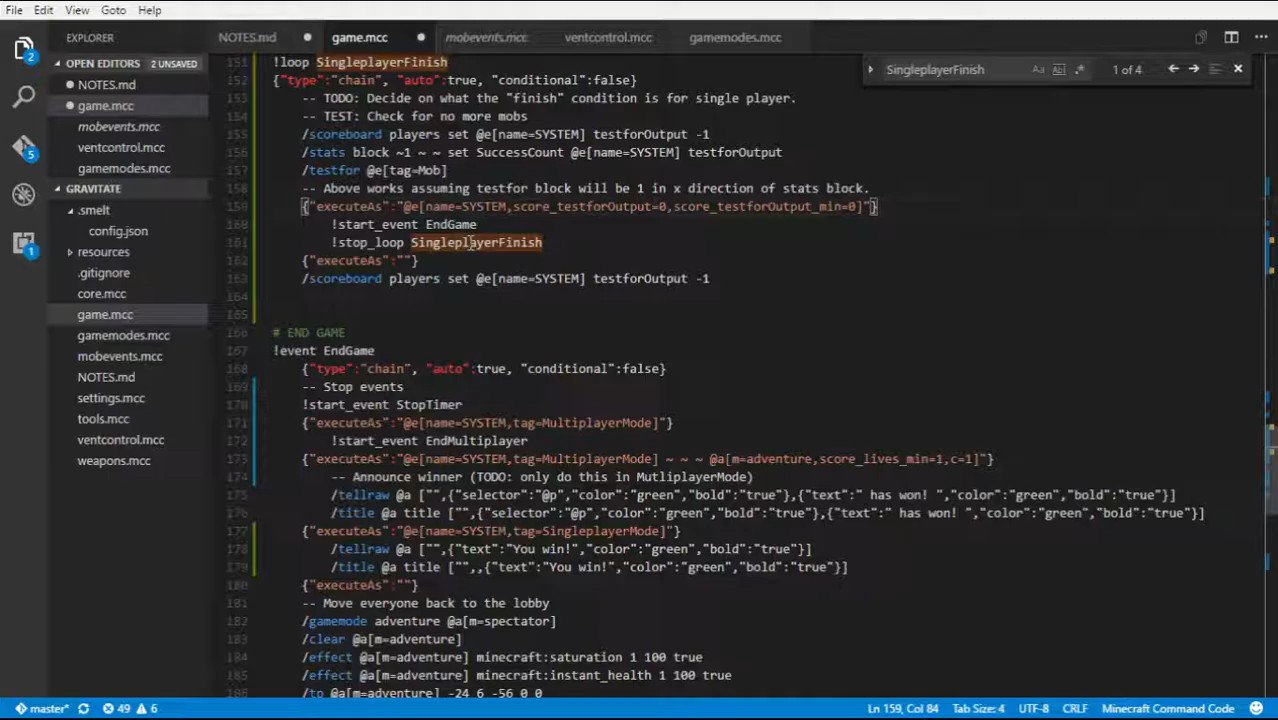 File Edit View Goto Help
EXPLORER
NOTES.md
game.mcc
mobevents.mcc
ventcontrol.mcc
gamemodes.mcc
OPEN EDITORS 2 UNSAVED
NOTES.md
game.mcc
mobevents.mcc
ventcontrol.mcc
gamemodes.mcc
GRAVITATE
.smelt
config.json
resources
.gitignore
core.mcc
game.mcc
gamemodes.mcc
mobevents.mcc
NOTES.md
settings.mcc
tools.mcc
ventcontrol.mcc
weapons.mcc
2
5
SingleplayerFinish Aa Abl .* 1 of 4
151 !loop SingleplayerFinish
152 {"type":"chain", "auto":true, "conditional":false}
153 -- TODO: Decide on what the "finish" condition is for single player.
154 -- TEST: Check for no more mobs
155 /scoreboard players set @e[name=SYSTEM] testforOutput -1
156 /stats block ~1 ~ ~ set SuccessCount @e[name=SYSTEM] testforOutput
157 /testfor @e[tag=Mob]
158 -- Above works assuming testfor block will be 1 in x direction of stats block.
159 {"executeAs":"@e[name=SYSTEM,score_testforOutput=0,score_testforOutput_min=0]"}
160 !start_event EndGame
161 !stop_loop SingleplayerFinish
162 {"executeAs":""}
163 /scoreboard players set @e[name=SYSTEM] testforOutput -1
164
165
166 # END GAME
167 !event EndGame
168 {"type":"chain", "auto":true, "conditional":false}
169 -- Stop events
170 !start_event StopTimer
171 {"executeAs":"@e[name=SYSTEM,tag=MultiplayerMode]"}
172 !start_event EndMultiplayer
173 {"executeAs":"@e[name=SYSTEM,tag=MultiplayerMode] ~ ~ ~ @a[m=adventure,score_lives_min=1,c=1]"}
174 -- Announce winner (TODO: only do this in MutliplayerMode)
175 /tellraw @a ["",{"selector":"@p","color":"green","bold":"true"},{"text":" has won! ","color":"green","bold":"true"}]
176 /title @a title ["",{"selector":"@p","color":"green","bold":"true"},{"text":" has won! ","color":"green","bold":"true"}]
177 {"executeAs":"@e[name=SYSTEM,tag=SingleplayerMode]"}
178 /tellraw @a ["",{"text":"You win!","color":"green","bold":"true"}]
179 /title @a title ["",,{"text":"You win!","color":"green","bold":"true"}]
180 {"executeAs":""}
181 -- Move everyone back to the lobby
182 /gamemode adventure @a[m=spectator]
183 /clear @a[m=adventure]
184 /effect @a[m=adventure] minecraft:saturation 1 100 true
185 /effect @a[m=adventure] minecraft:instant_health 1 100 true
186 /tp @a[m=adventure] -24 6 -56 0 0
master* 49 6 Ln 159, Col 84 Tab Size: 4 UTF-8 CRLF Minecraft Command Code